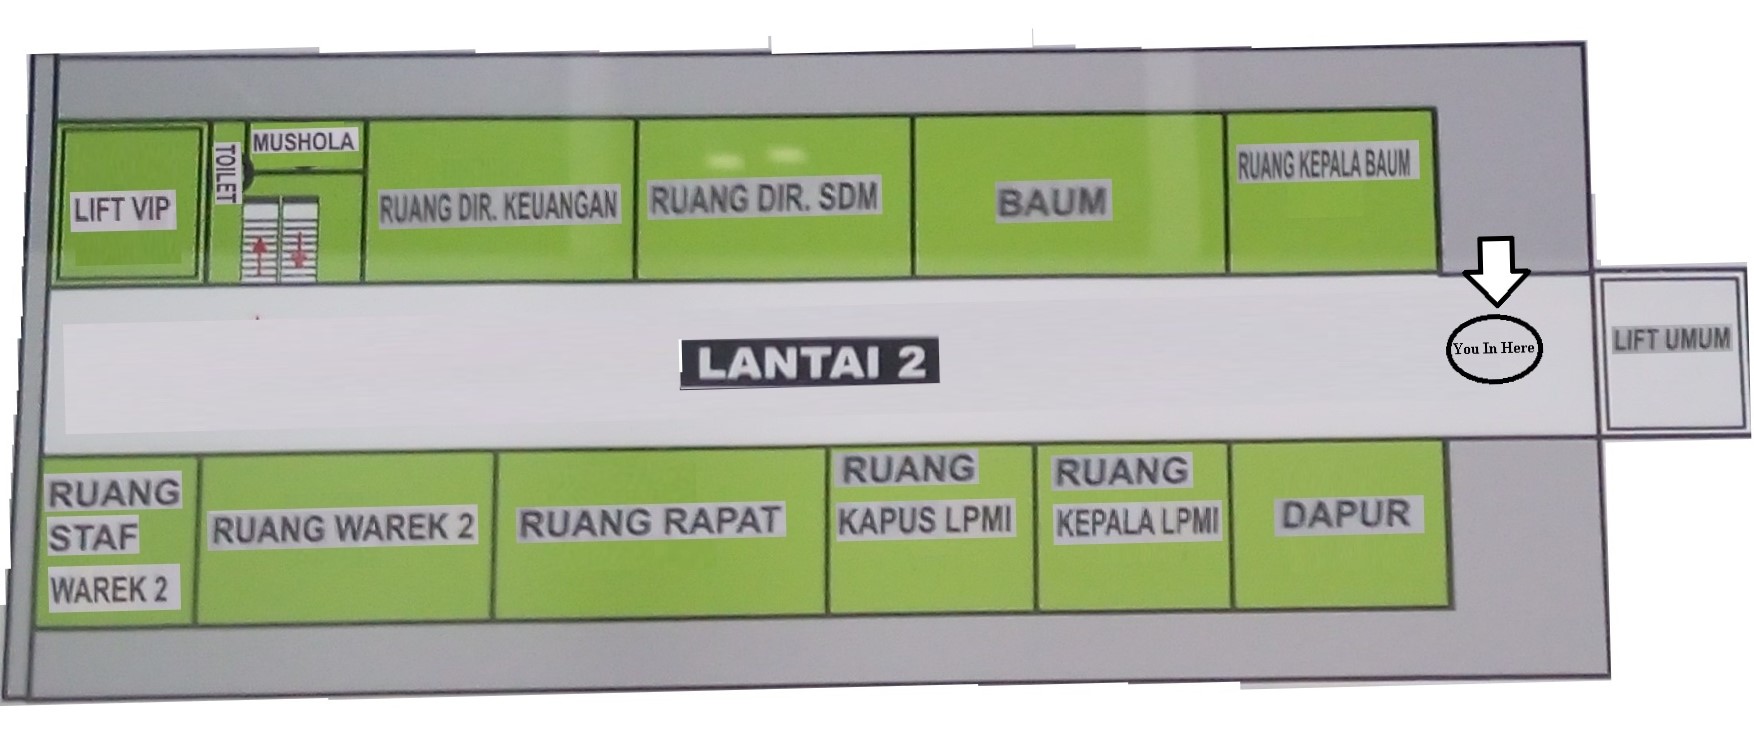 LIFT VIP
TOILET
MUSHOLA
RUANG DIR. KEUANGAN
RUANG DIR. SDM
BAUM
RUANG KEPALA BAUM
LANTAI 2
You In Here
LIFT UMUM
RUANG
STAF
WAREK 2
RUANG WAREK 2
RUANG RAPAT
RUANG
KAPUS LPMI
RUANG
KEPALA LPMI
DAPUR